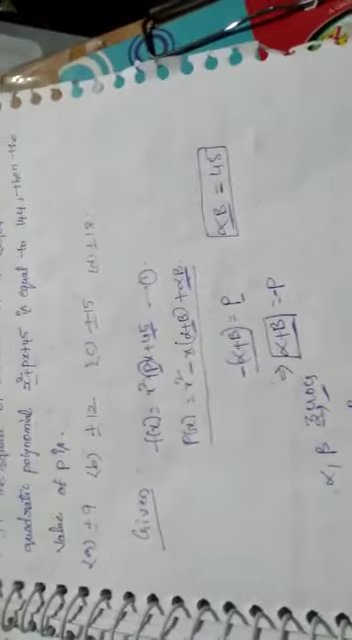 quadratic polynomial x²+px+45 is equal to 144, then the
value of P is.
(a) ±9 (b) ±12 (c) ±15 (d) ±18.
Given f(x) = x²+px+45 -①.
P(x) = x² - x(α+β) + αβ
-(α+β) = P αβ = 45
⇒ α+β = -P
α, β